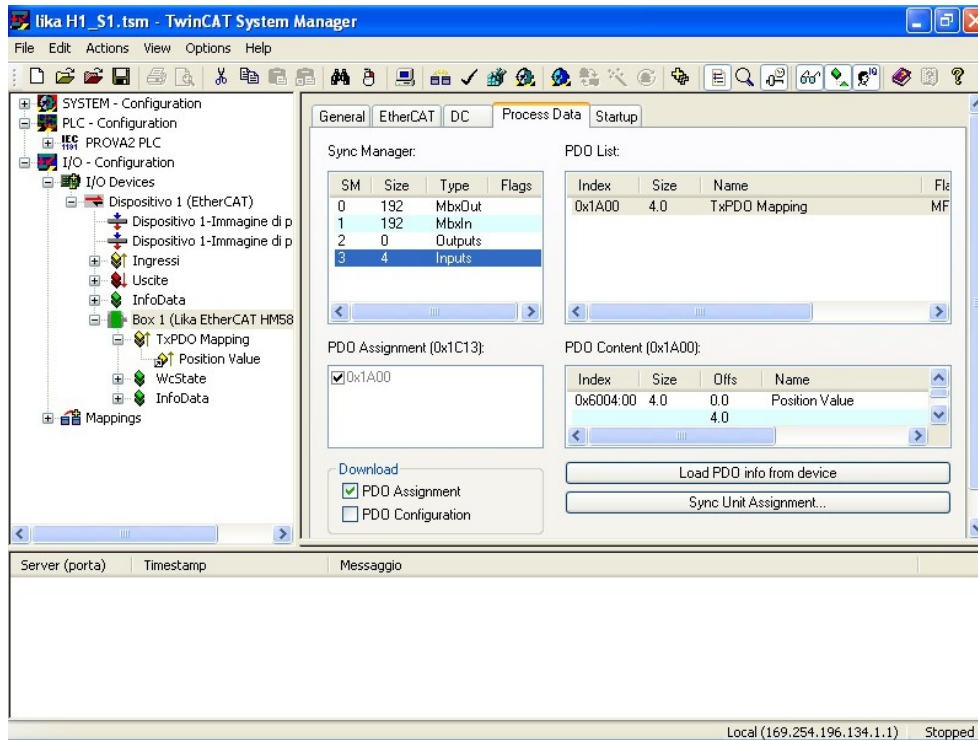 lika H1_S1.tsm - TwinCAT System Manager
File Edit Actions View Options Help
SYSTEM - Configuration
PLC - Configuration
IEC 1131 PROVA2 PLC
I/O - Configuration
I/O Devices
Dispositivo 1 (EtherCAT)
Dispositivo 1-Immagine di p
Dispositivo 1-Immagine di p
Ingressi
Uscite
InfoData
Box 1 (Lika EtherCAT HM58
TxPDO Mapping
Position Value
WcState
InfoData
Mappings
General EtherCAT DC Process Data Startup
Sync Manager:
SM Size Type Flags
0 192 MbxOut
1 192 MbxIn
2 0 Outputs
3 4 Inputs
PDO List:
Index Size Name Fla
0x1A00 4.0 TxPDO Mapping MF
PDO Assignment (0x1C13):
0x1A00
PDO Content (0x1A00):
Index Size Offs Name
0x6004:00 4.0 0.0 Position Value
4.0
Download
PDO Assignment
PDO Configuration
Load PDO info from device
Sync Unit Assignment...
Server (porta) Timestamp Messaggio
Local (169.254.196.134.1.1) Stopped